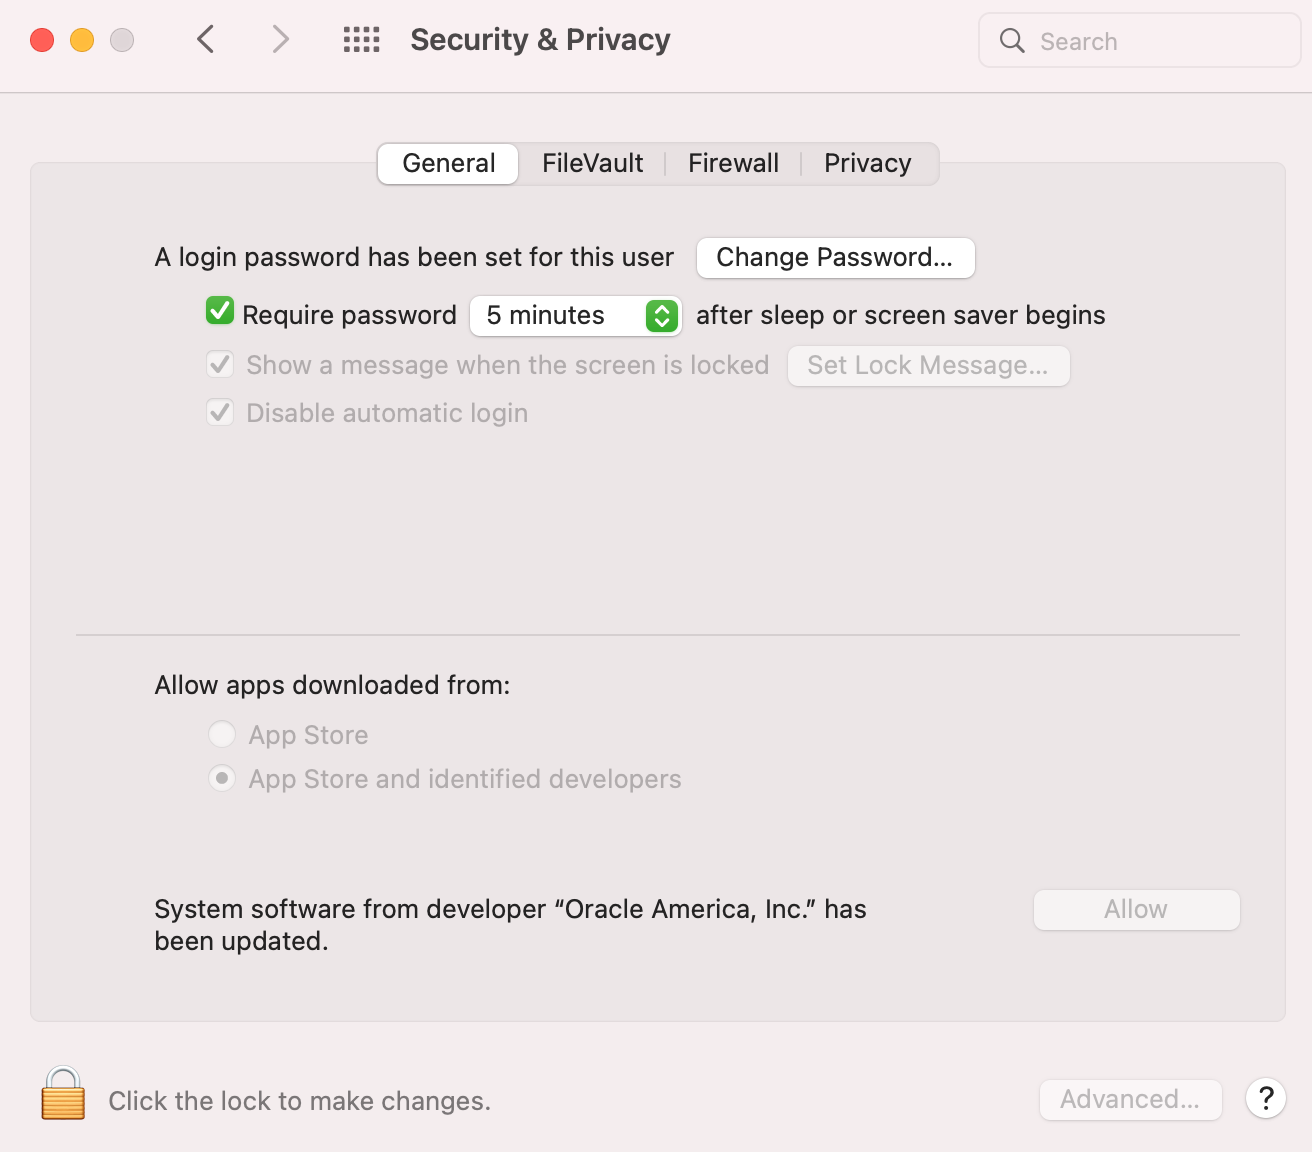 Security & Privacy
Search
General FileVault Firewall Privacy
A login password has been set for this user Change Password...
Require password 5 minutes after sleep or screen saver begins
Show a message when the screen is locked Set Lock Message...
Disable automatic login
Allow apps downloaded from:
App Store
App Store and identified developers
System software from developer “Oracle America, Inc.” has Allow
been updated.
Click the lock to make changes. Advanced... ?